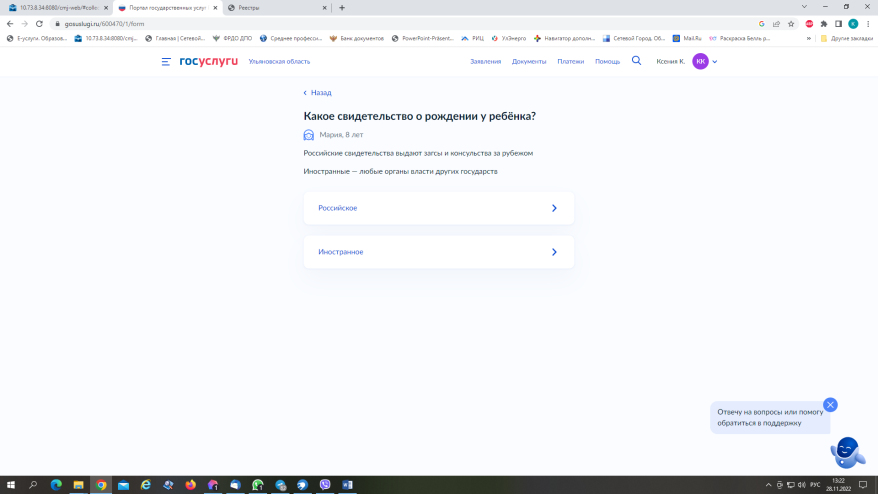 10.73.8.34:6080/cmj-web/#collec
Портал государственных услуг
Реестры
gosuslugi.ru/600470/1/form
Е-услуги. Образов...
10.73.8.34:8080/cmj...
Главная | Сетевой...
ФРДО ДПО
Среднее професси...
Банк документов
PowerPoint-Präsent...
РИЦ
УлЭнерго
Навигатор дополн...
Сетевой Город. Об...
Mail.Ru
Раскраска Белль р...
Другие закладки
госуслуги
Ульяновская область
Заявления
Документы
Платежи
Помощь
Ксения К.
КК
Назад
Какое свидетельство о рождении у ребёнка?
Мария, 8 лет
Российские свидетельства выдают загсы и консульства за рубежом
Иностранные — любые органы власти других государств
Российское
Иностранное
Отвечу на вопросы или помогу
обратиться в поддержку
РУС
13:22
28.11.2022